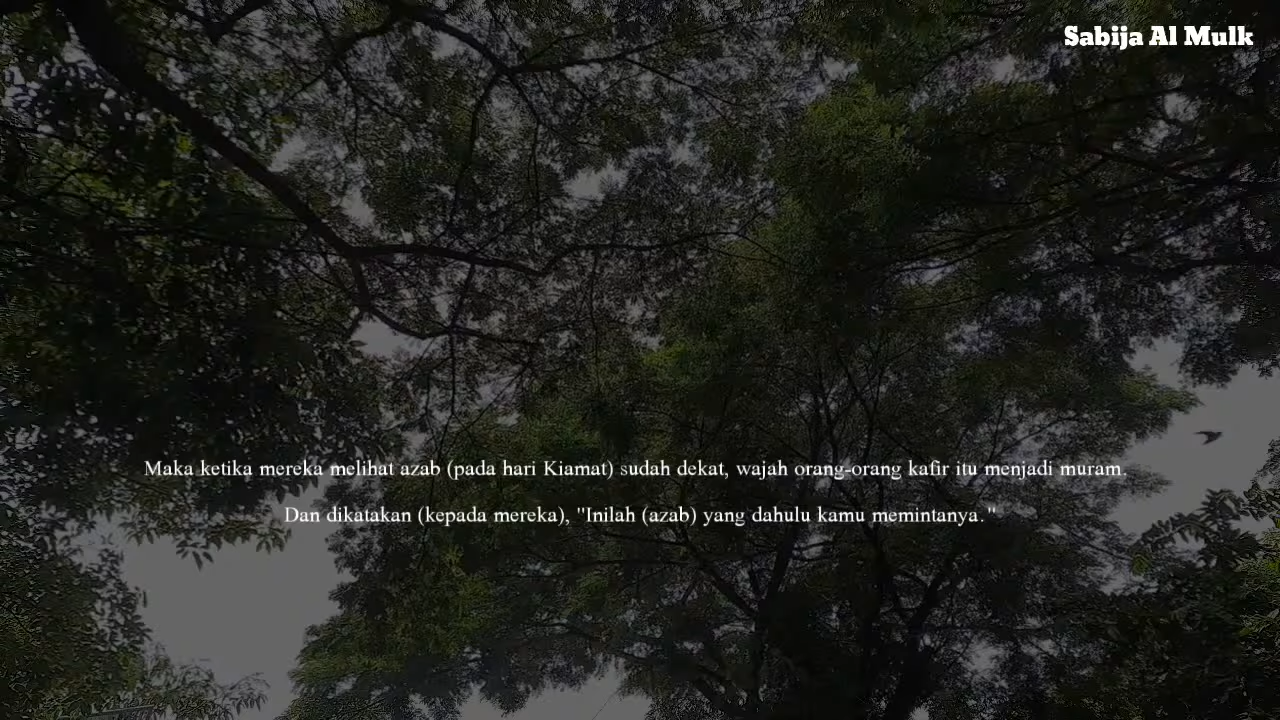 Sabija Al Mulk
Maka ketika mereka melihat azab (pada hari Kiamat) sudah dekat, wajah orang-orang kafir itu menjadi muram.
Dan dikatakan (kepada mereka), "Inilah (azab) yang dahulu kamu memintanya."